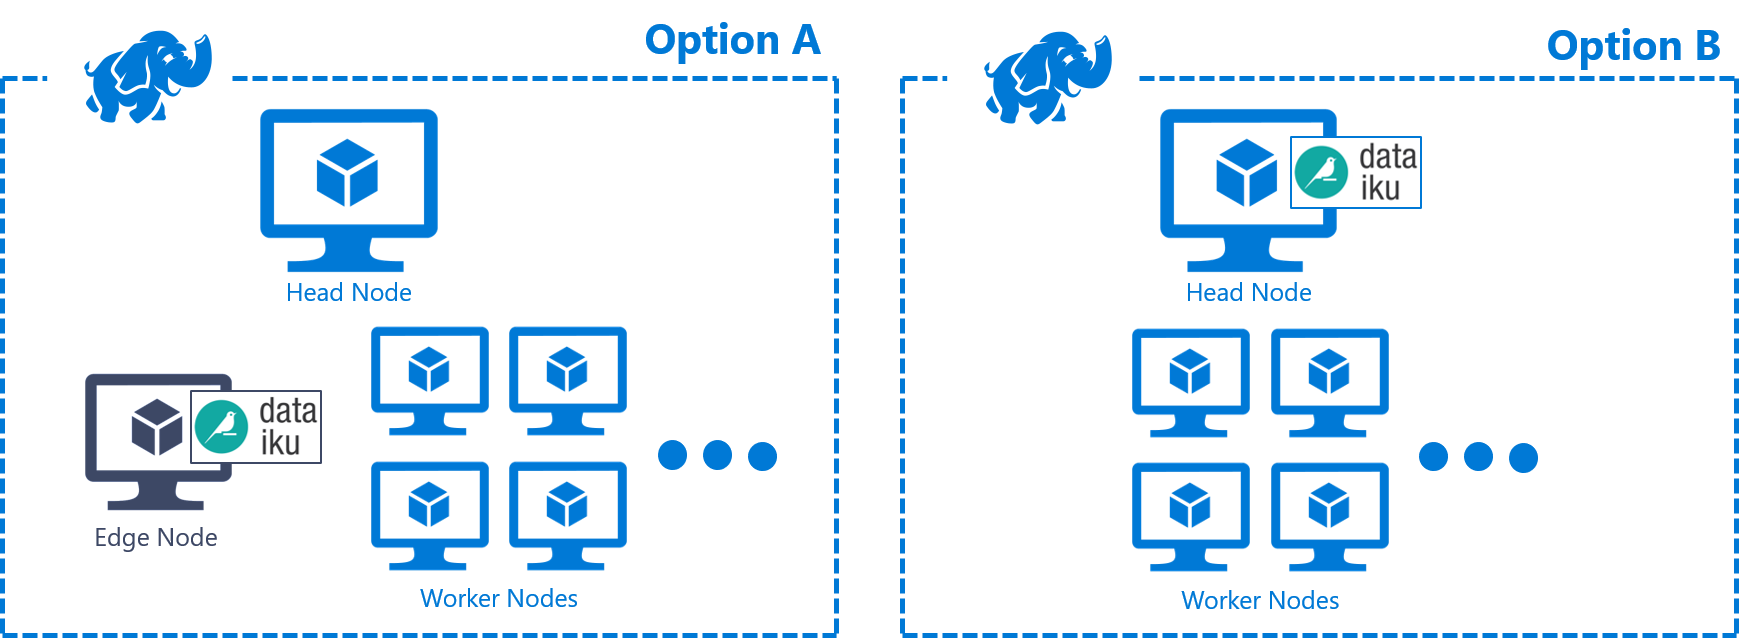 Option A
Head Node
data
iku
Edge Node
Worker Nodes
Option B
data
iku
Head Node
Worker Nodes